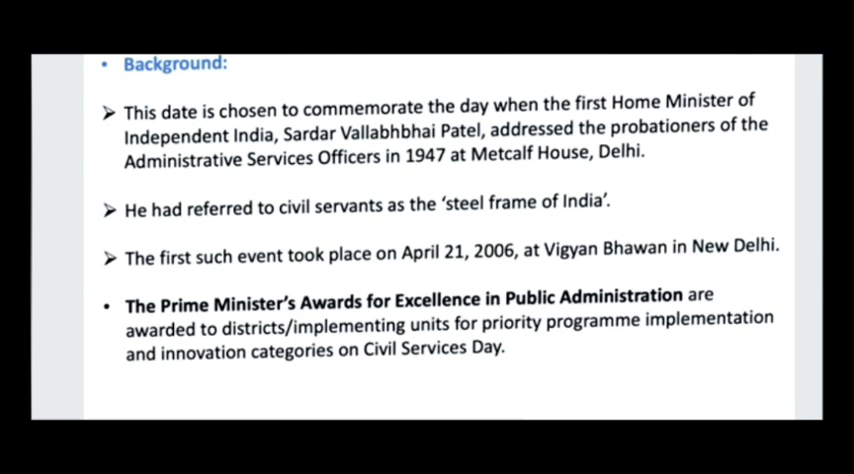 • Background:
➢ This date is chosen to commemorate the day when the first Home Minister of
Independent India, Sardar Vallabhbhai Patel, addressed the probationers of the
Administrative Services Officers in 1947 at Metcalf House, Delhi.
➢ He had referred to civil servants as the ‘steel frame of India’.
➢ The first such event took place on April 21, 2006, at Vigyan Bhawan in New Delhi.
• The Prime Minister’s Awards for Excellence in Public Administration are
awarded to districts/implementing units for priority programme implementation
and innovation categories on Civil Services Day.